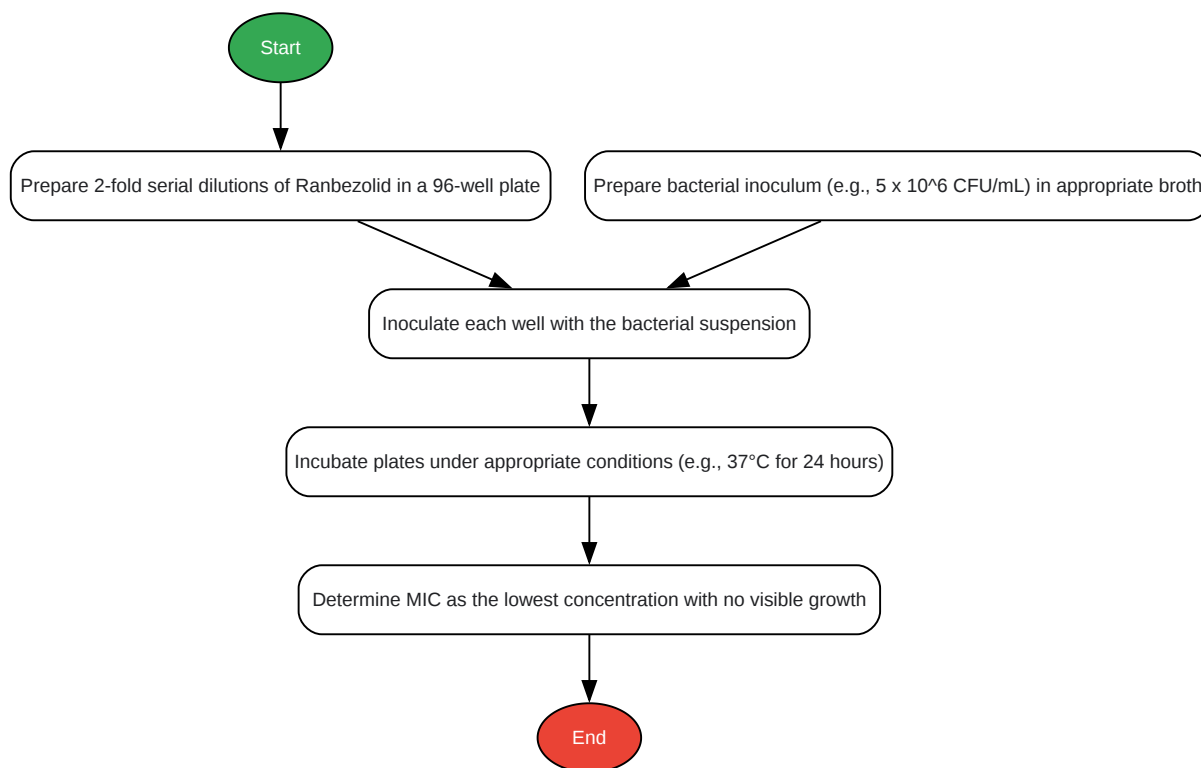 Start
Prepare 2-fold serial dilutions of Ranbezolid in a 96-well plate
Prepare bacterial inoculum (e.g., 5 x 10^6 CFU/mL) in appropriate broth
Inoculate each well with the bacterial suspension
Incubate plates under appropriate conditions (e.g., 37°C for 24 hours)
Determine MIC as the lowest concentration with no visible growth
End